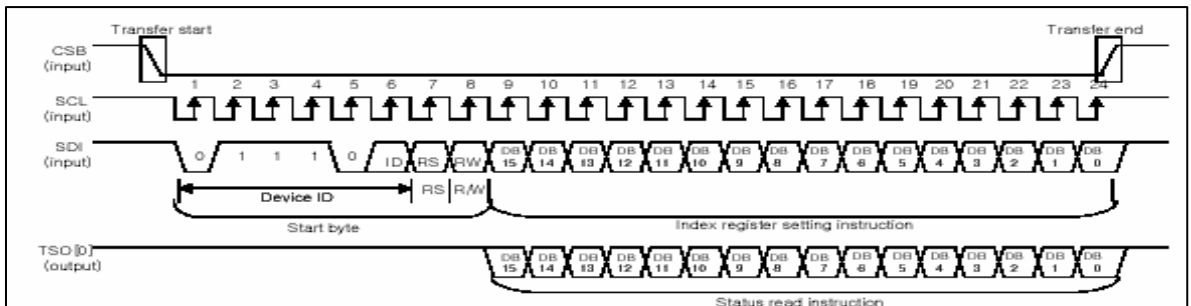 Transfer start
Transfer end
CSB
(input)
1 2 3 4 5 6 7 8 9 10 11 12 13 14 15 16 17 18 19 20 21 22 23 24
SCL
(input)
SDI
(input)
0 1 1 1 0 ID RS RW DB 15 DB 14 DB 13 DB 12 DB 11 DB 10 DB 9 DB 8 DB 7 DB 6 DB 5 DB 4 DB 3 DB 2 DB 1 DB 0
Device ID RS R/W
Start byte
Index register setting instruction
TSO [0]
(output)
DB 15 DB 14 DB 13 DB 12 DB 11 DB 10 DB 9 DB 8 DB 7 DB 6 DB 5 DB 4 DB 3 DB 2 DB 1 DB 0
Status read instruction